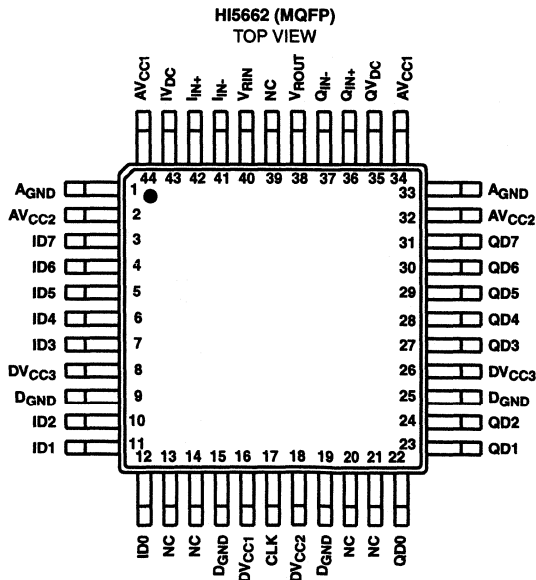 HI5662 (MQFP)
TOP VIEW
AVCC1 IVDC IIN+ IIN- VRIN NC VROUT QIN- QIN+ QVDC AVCC1
44 43 42 41 40 39 38 37 36 35 34
AGND 1 33 AGND
AVCC2 2 32 AVCC2
ID7 3 31 QD7
ID6 4 30 QD6
ID5 5 29 QD5
ID4 6 28 QD4
ID3 7 27 QD3
DVCC3 8 26 DVCC3
DGND 9 25 DGND
ID2 10 24 QD2
ID1 11 23 QD1
12 13 14 15 16 17 18 19 20 21 22
ID0 NC NC DGND DVCC1 CLK DVCC2 DGND NC NC QD0